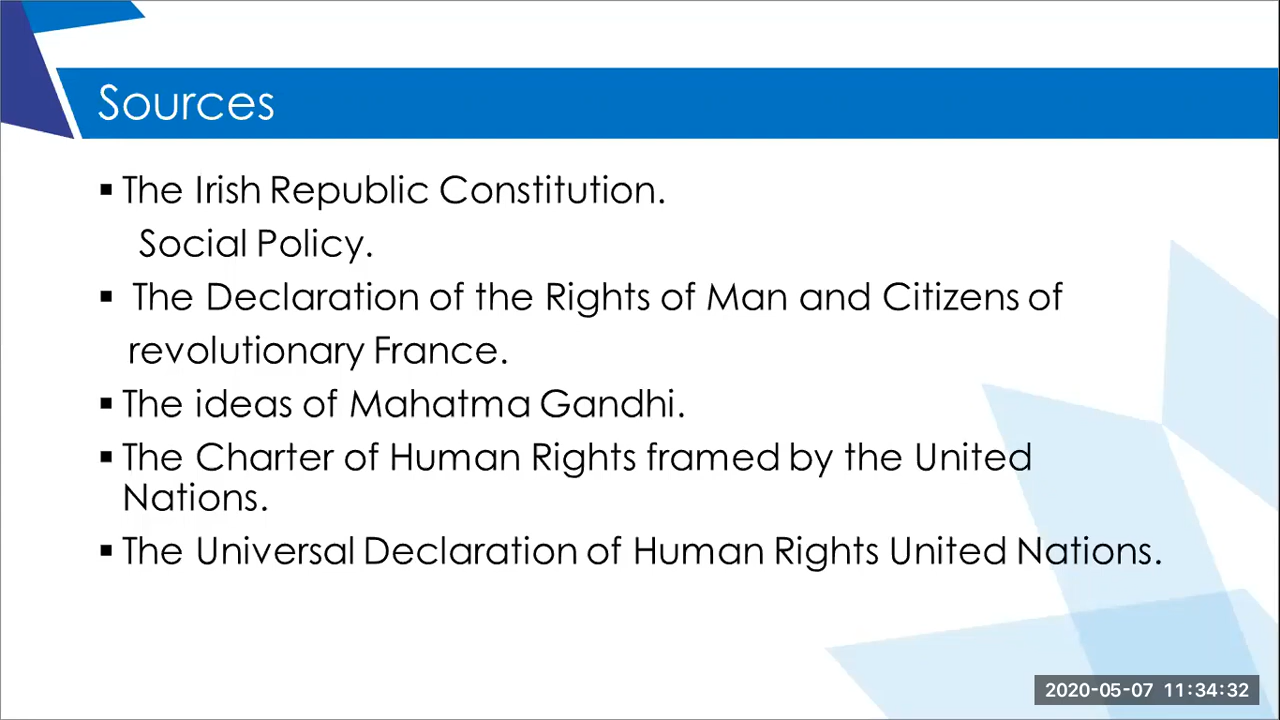 Sources
▪ The Irish Republic Constitution.
Social Policy.
▪ The Declaration of the Rights of Man and Citizens of
revolutionary France.
▪ The ideas of Mahatma Gandhi.
▪ The Charter of Human Rights framed by the United
Nations.
▪ The Universal Declaration of Human Rights United Nations.
2020-05-07 11:34:32